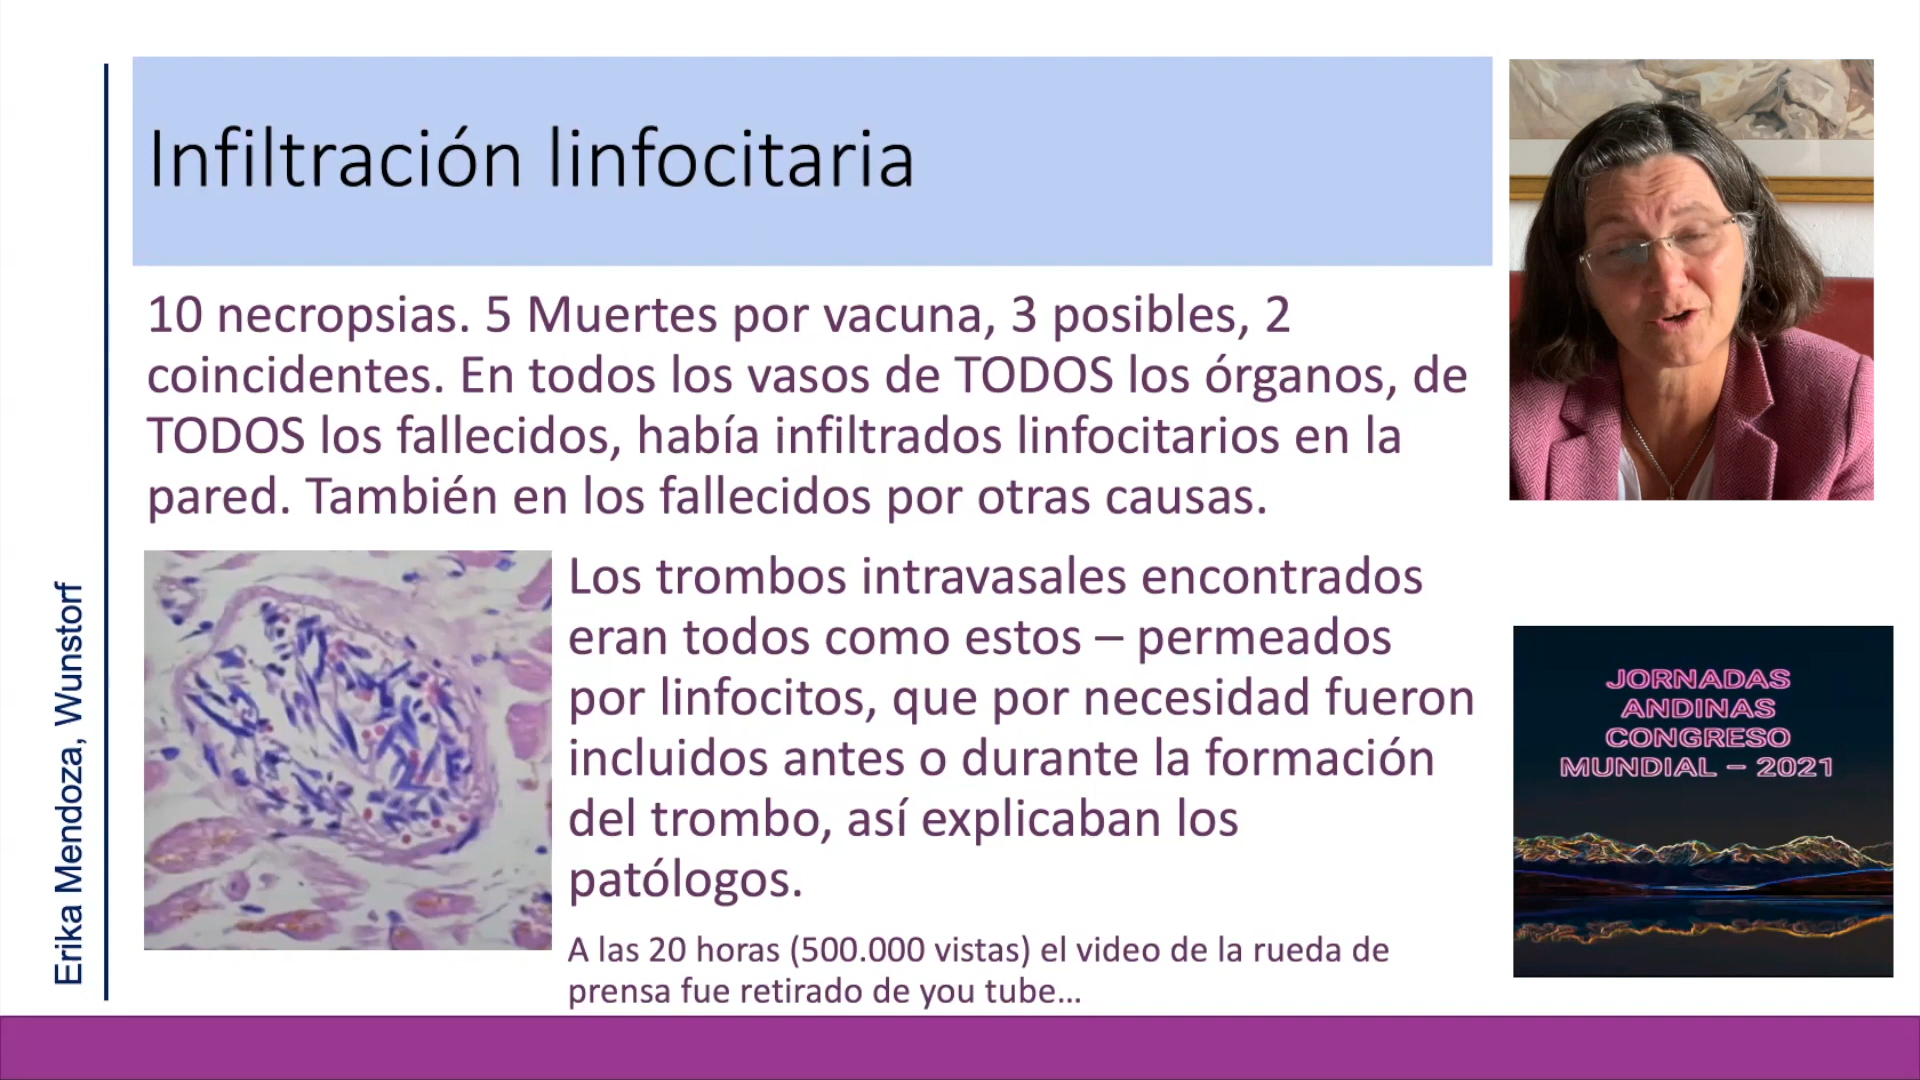 Infiltración linfocitaria
10 necropsias. 5 Muertes por vacuna, 3 posibles, 2
coincidentes. En todos los vasos de TODOS los órganos, de
TODOS los fallecidos, había infiltrados linfocitarios en la
pared. También en los fallecidos por otras causas.
Los trombos intravasales encontrados
eran todos como estos – permeados
por linfocitos, que por necesidad fueron
incluidos antes o durante la formación
del trombo, así explicaban los
patólogos.
A las 20 horas (500.000 vistas) el video de la rueda de
prensa fue retirado de you tube...
Erika Mendoza, Wunstorf
JORNADAS
ANDINAS
CONGRESO
MUNDIAL – 2021